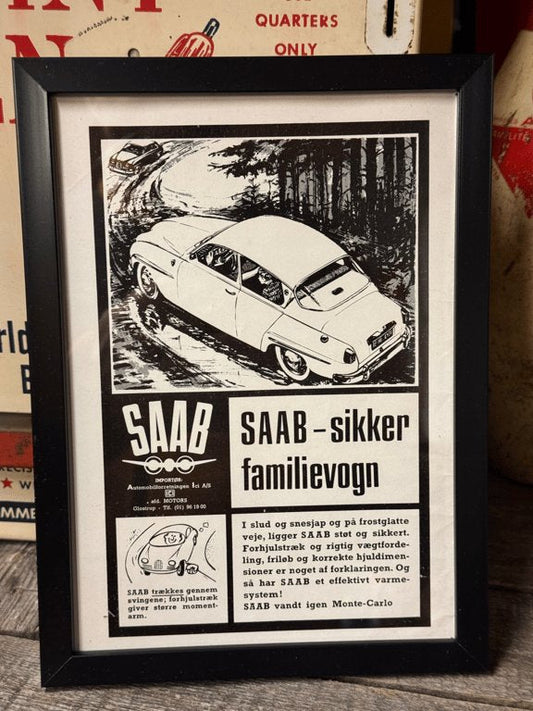 QUARTERS
ONLY
SAAB
IMPORTØR:
Automobilforretningen Ici A/S
afd. MOTORS
Glostrup - Tlf. (01) 96 19 00
SAAB – sikker
familievogn
SAAB trækkes gennem
svingene; forhjulstræk
giver større moment-
arm.
I slud og snesjap og på frostglatte
veje, ligger SAAB støt og sikkert.
Forhjulstræk og rigtig vægtforde-
ling, friløb og korrekte hjuldimen-
sioner er noget af forklaringen. Og
så har SAAB et effektivt varme-
system!
SAAB vandt igen Monte-Carlo